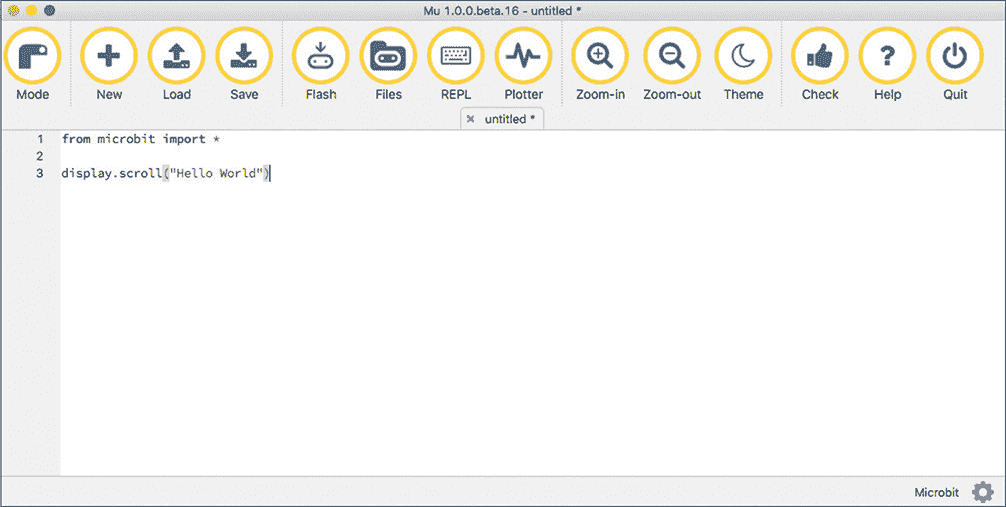 Mu 1.0.0.beta.16 - untitled *
Mode New Load Save Flash Files REPL Plotter Zoom-in Zoom-out Theme Check Help Quit
untitled *
1 from microbit import *
2
3 display.scroll("Hello World")
Microbit